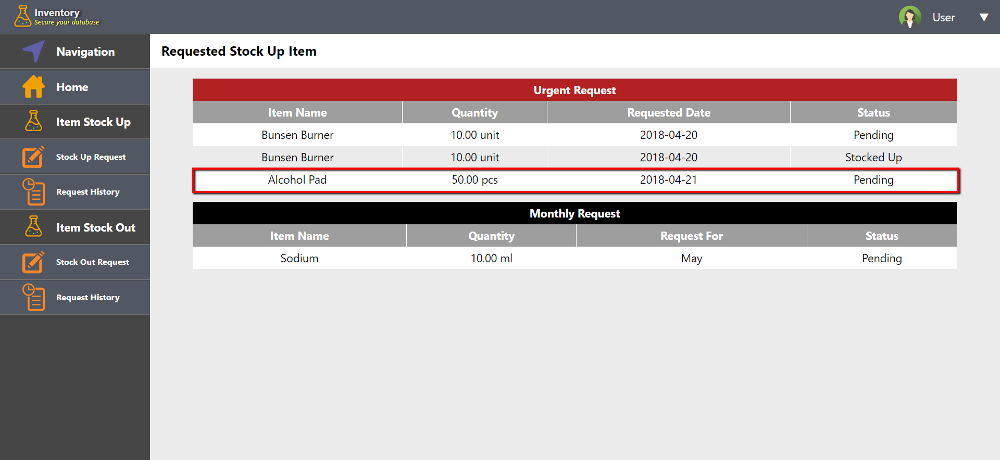 Inventory
Secure your database
User
Navigation
Home
Item Stock Up
Stock Up Request
Request History
Item Stock Out
Stock Out Request
Request History
Requested Stock Up Item
Urgent Request
Item Name Quantity Requested Date Status
Bunsen Burner 10.00 unit 2018-04-20 Pending
Bunsen Burner 10.00 unit 2018-04-20 Stocked Up
Alcohol Pad 50.00 pcs 2018-04-21 Pending
Monthly Request
Item Name Quantity Request For Status
Sodium 10.00 ml May Pending